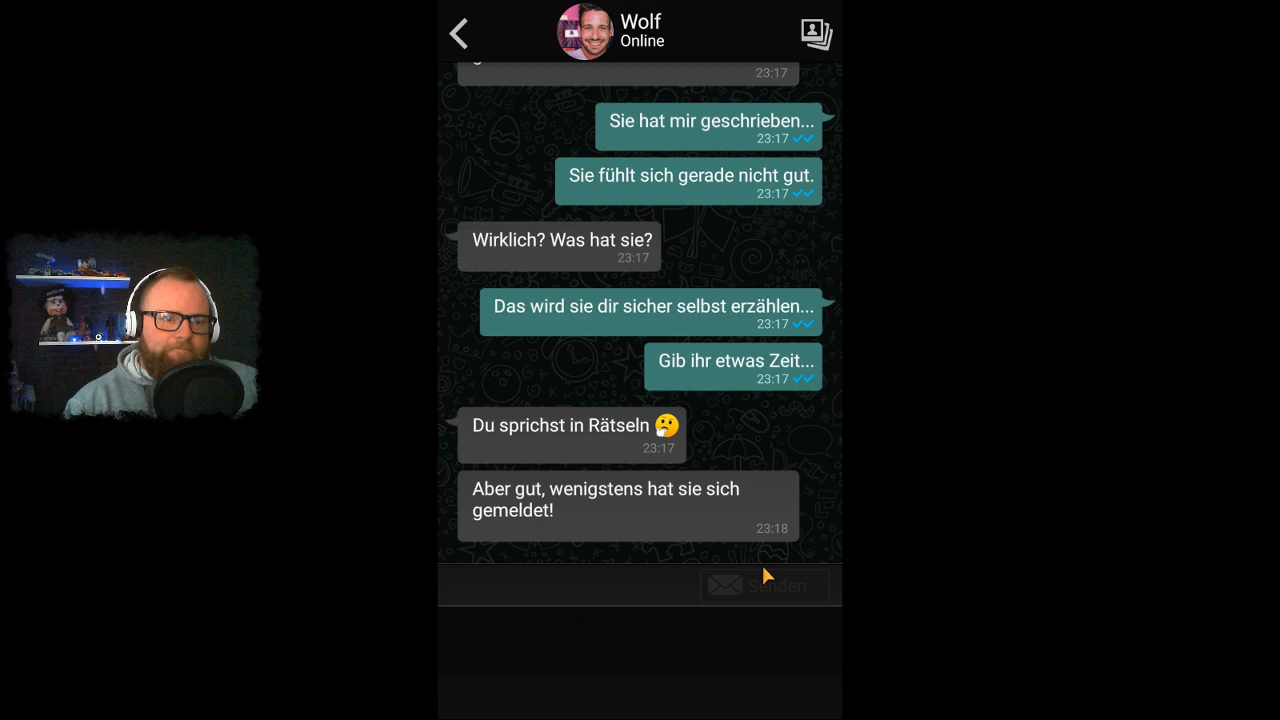 Wolf
Online
23:17
Sie hat mir geschrieben...
23:17
Sie fühlt sich gerade nicht gut.
23:17
Wirklich? Was hat sie?
23:17
Das wird sie dir sicher selbst erzählen...
23:17
Gib ihr etwas Zeit...
23:17
Du sprichst in Rätseln 🤔
23:17
Aber gut, wenigstens hat sie sich
gemeldet!
23:18
Senden